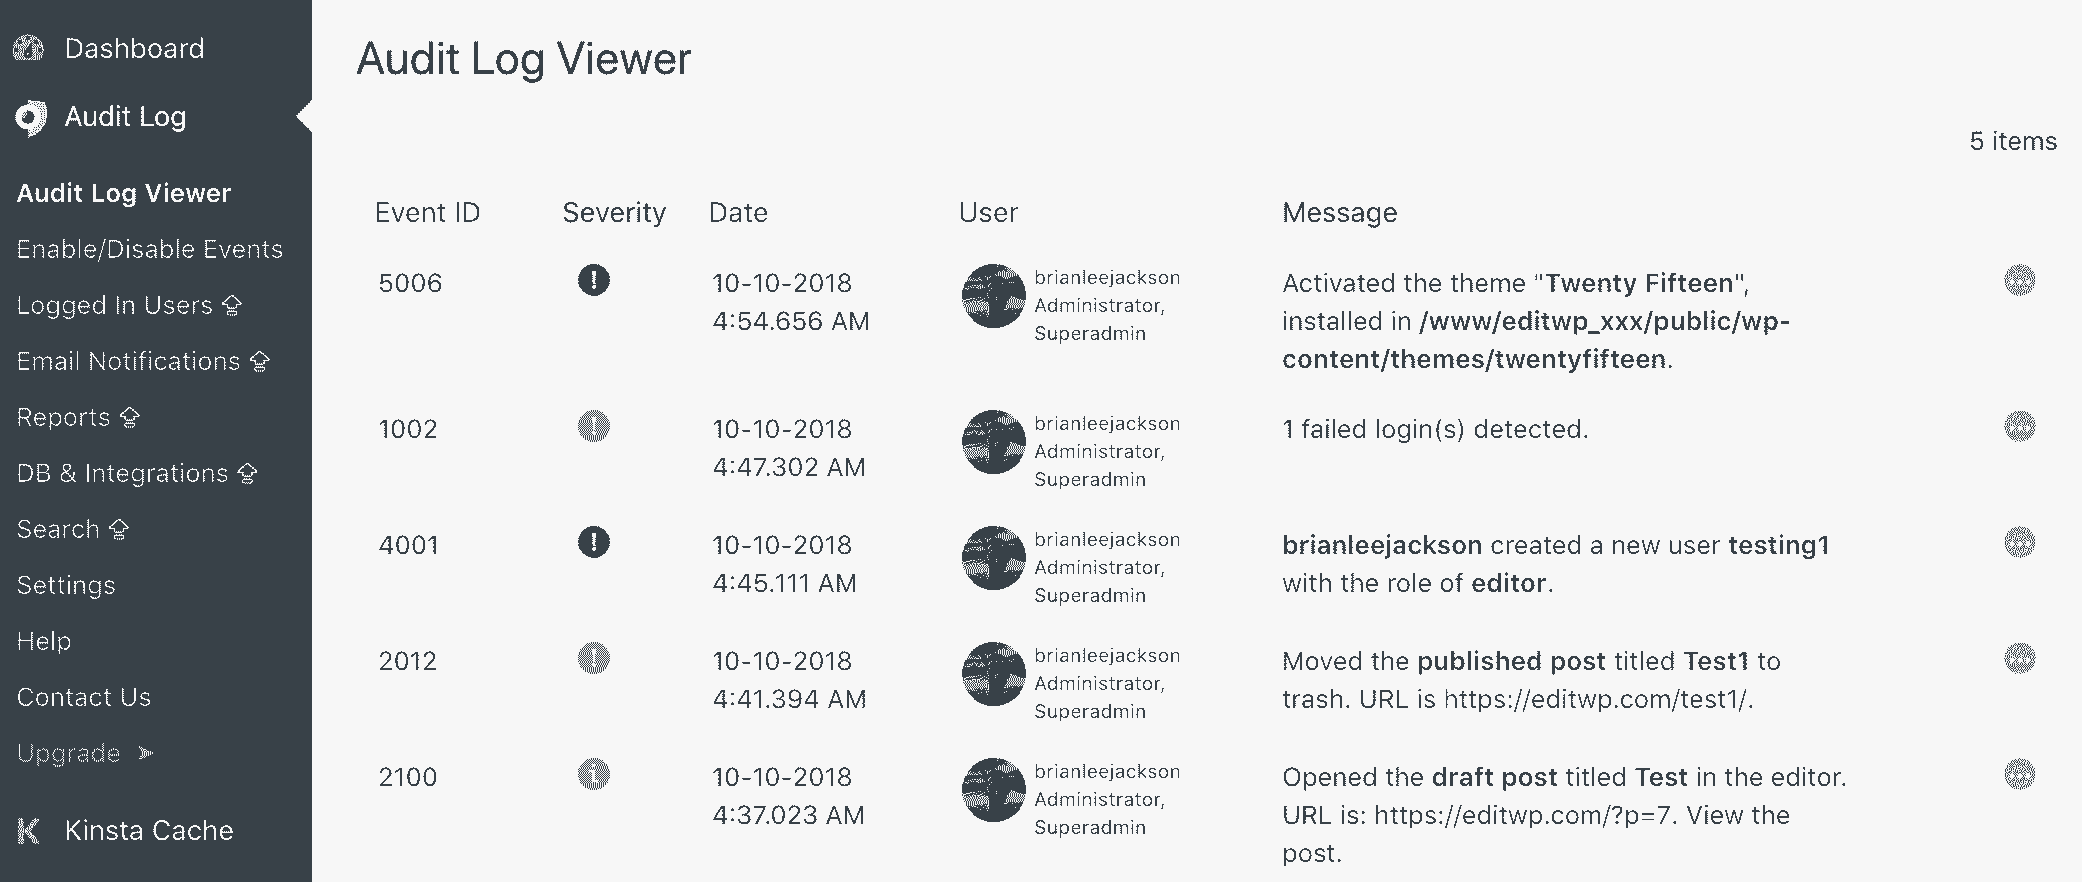 Dashboard
Audit Log
Audit Log Viewer
Enable/Disable Events
Logged In Users
Email Notifications
Reports
DB & Integrations
Search
Settings
Help
Contact Us
Upgrade
Kinsta Cache
Audit Log Viewer
5 items
Event ID Severity Date User Message
5006 10-10-2018 4:54.656 AM
brianleejackson
Administrator,
Superadmin
Activated the theme "Twenty Fifteen",
installed in /www/editwp_xxx/public/wp-
content/themes/twentyfifteen.
1002 10-10-2018 4:47.302 AM
brianleejackson
Administrator,
Superadmin
1 failed login(s) detected.
4001 10-10-2018 4:45.111 AM
brianleejackson
Administrator,
Superadmin
brianleejackson created a new user testing1
with the role of editor.
2012 10-10-2018 4:41.394 AM
brianleejackson
Administrator,
Superadmin
Moved the published post titled Test1 to
trash. URL is https://editwp.com/test1/.
2100 10-10-2018 4:37.023 AM
brianleejackson
Administrator,
Superadmin
Opened the draft post titled Test in the editor.
URL is: https://editwp.com/?p=7. View the
post.